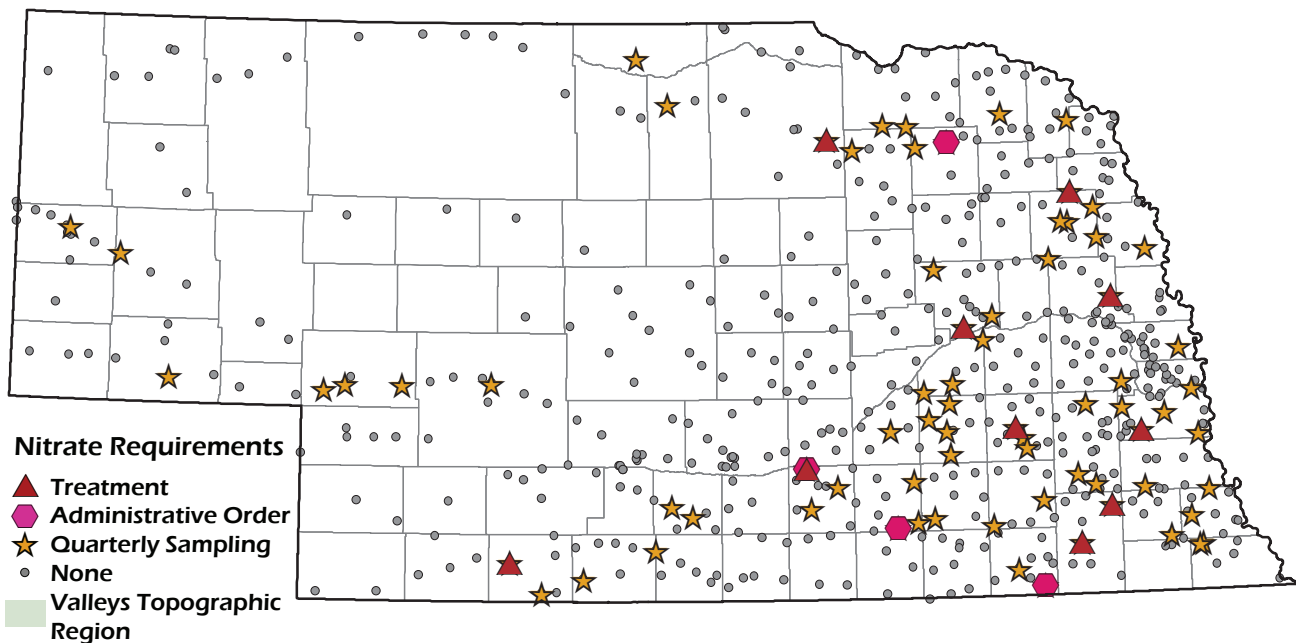 Nitrate Requirements
Treatment
Administrative Order
Quarterly Sampling
None
Valleys Topographic
Region